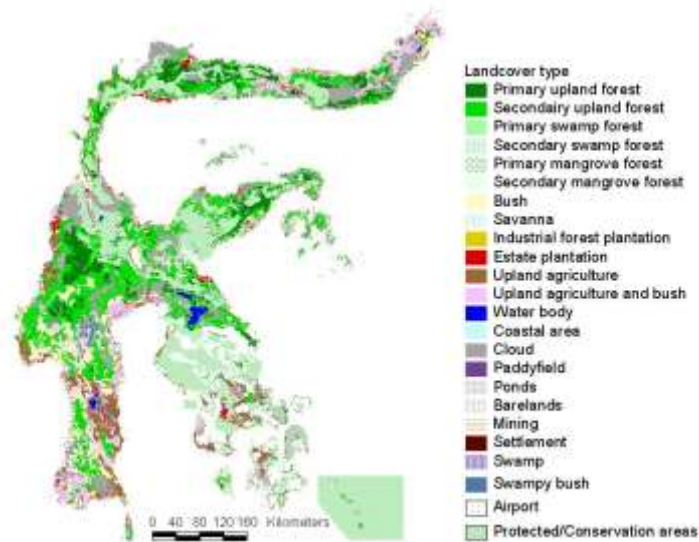 Landcover type
Primary upland forest
Secondairy upland forest
Primary swamp forest
Secondary swamp forest
Primary mangrove forest
Secondary mangrove forest
Bush
Savanna
Industrial forest plantation
Estate plantation
Upland agriculture
Upland agriculture and bush
Water body
Coastal area
Cloud
Paddyfield
Ponds
Barelands
Mining
Settlement
Swamp
Swampy bush
Airport
Protected/Conservation areas
0 40 80 120 160 Kilometers